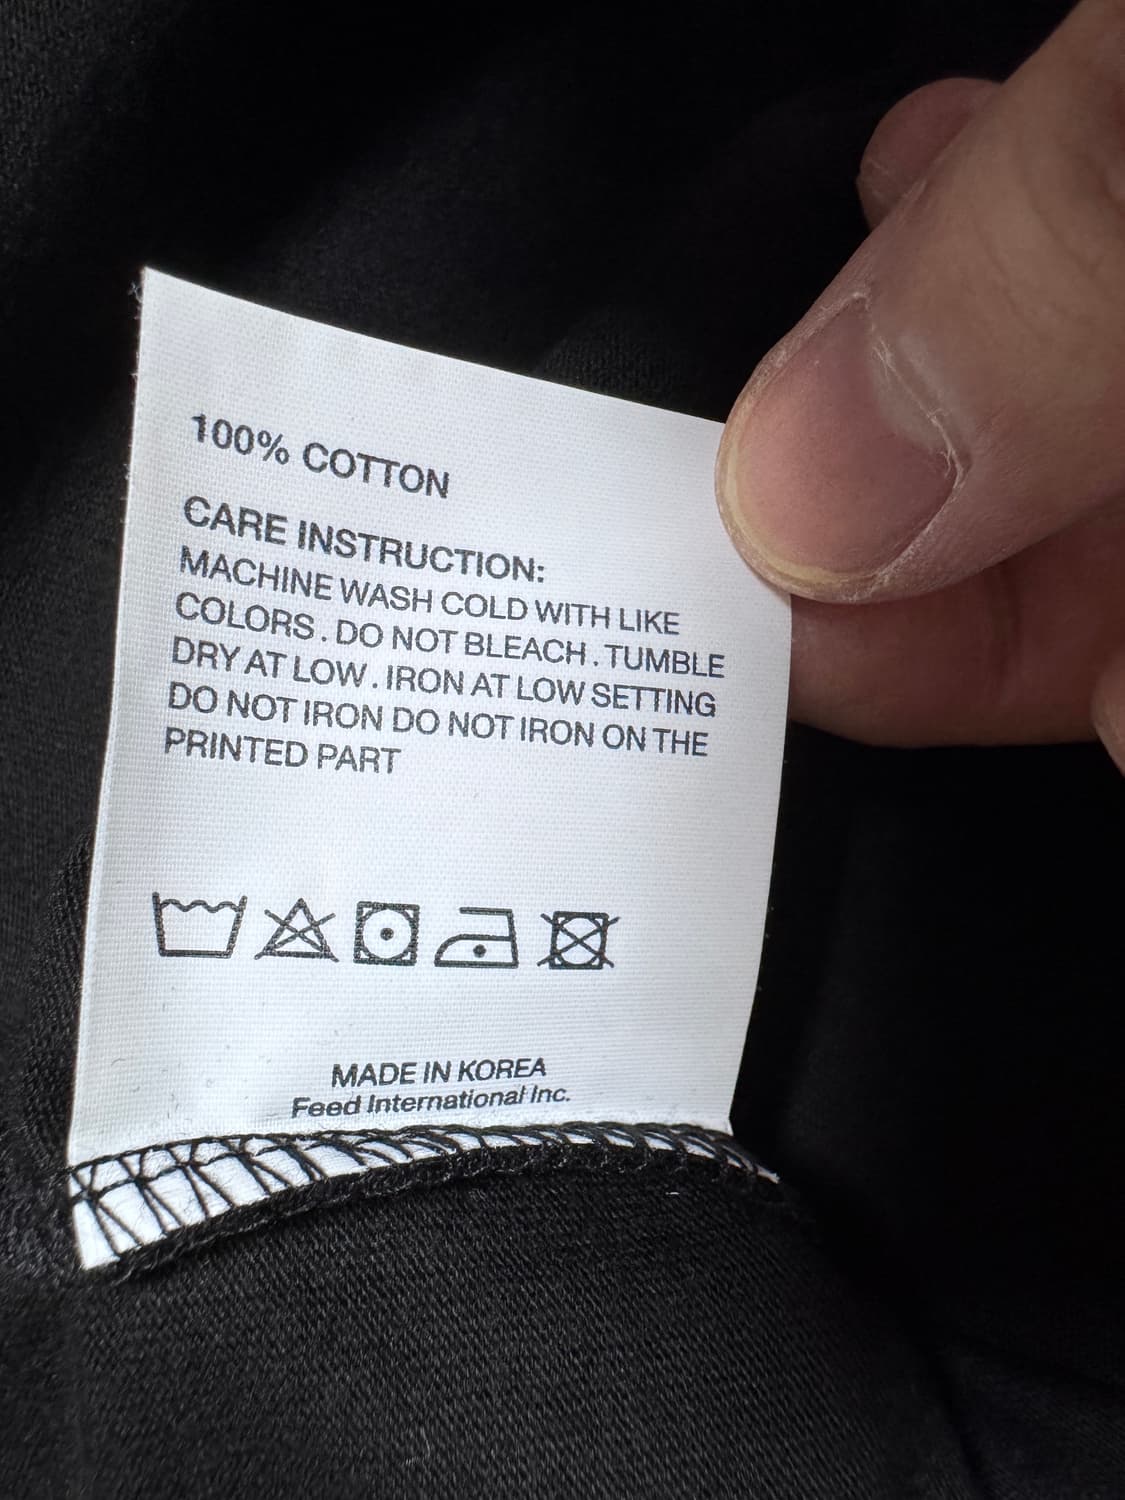 100% COTTON
CARE INSTRUCTION:
MACHINE WASH COLD WITH LIKE
COLORS . DO NOT BLEACH . TUMBLE
DRY AT LOW . IRON AT LOW SETTING
DO NOT IRON DO NOT IRON ON THE
PRINTED PART
MADE IN KOREA
Feed International Inc.